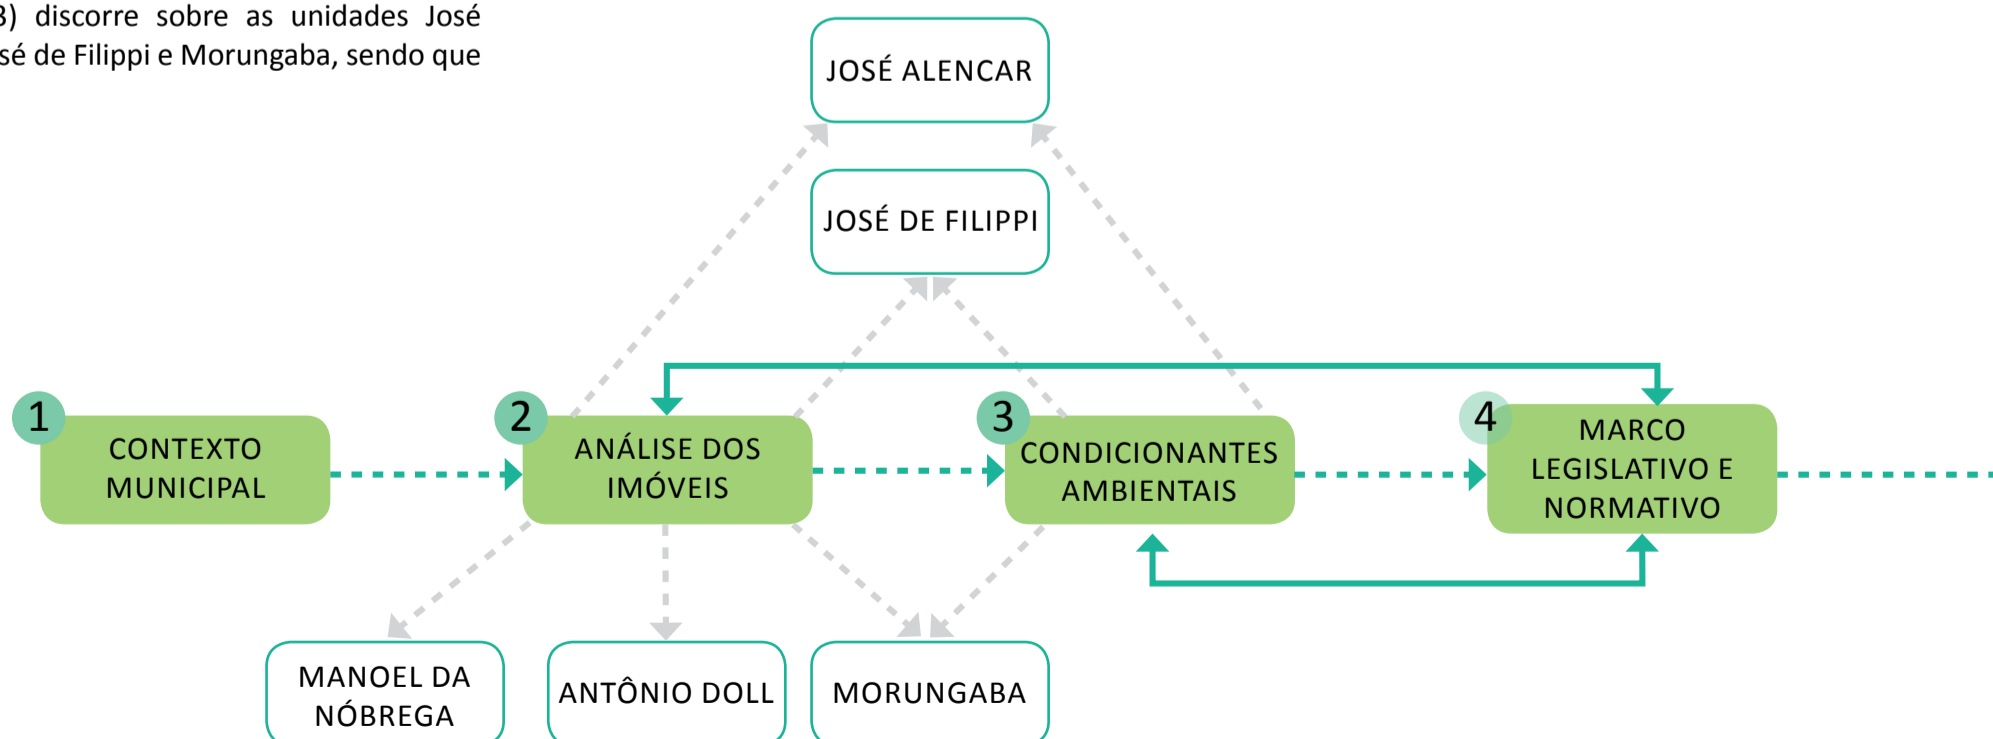 3) discorre sobre as unidades José
sé de Filippi e Morungaba, sendo que
JOSÉ ALENCAR
JOSÉ DE FILIPPI
1
CONTEXTO
MUNICIPAL
2
ANÁLISE DOS
IMÓVEIS
3
CONDICIONANTES
AMBIENTAIS
4
MARCO
LEGISLATIVO E
NORMATIVO
MANOEL DA
NÓBREGA
ANTÔNIO DOLL
MORUNGABA